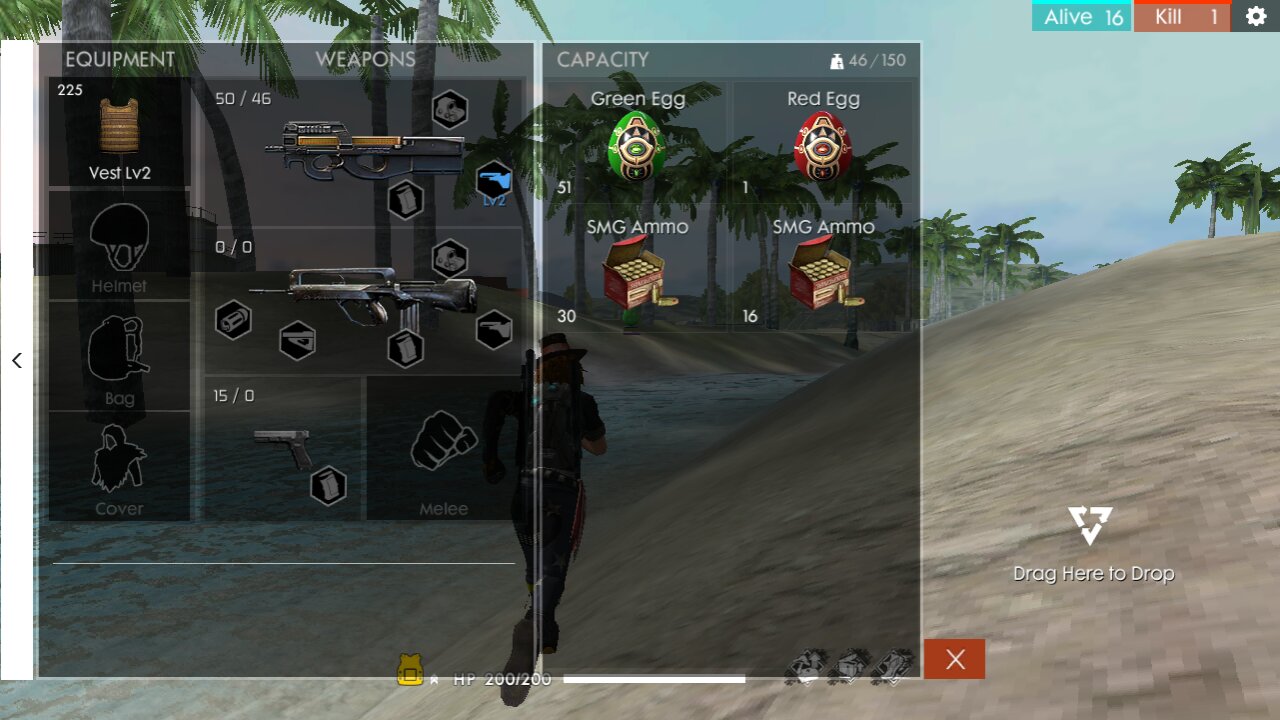 Alive 16 Kill 1
EQUIPMENT WEAPONS CAPACITY 46/150
225
Vest Lv2
Helmet
Bag
Cover
50 / 46
Lv2
0 / 0
15 / 0
Melee
Green Egg
51
Red Egg
1
SMG Ammo
30
SMG Ammo
16
Drag Here to Drop
HP 200/200
X